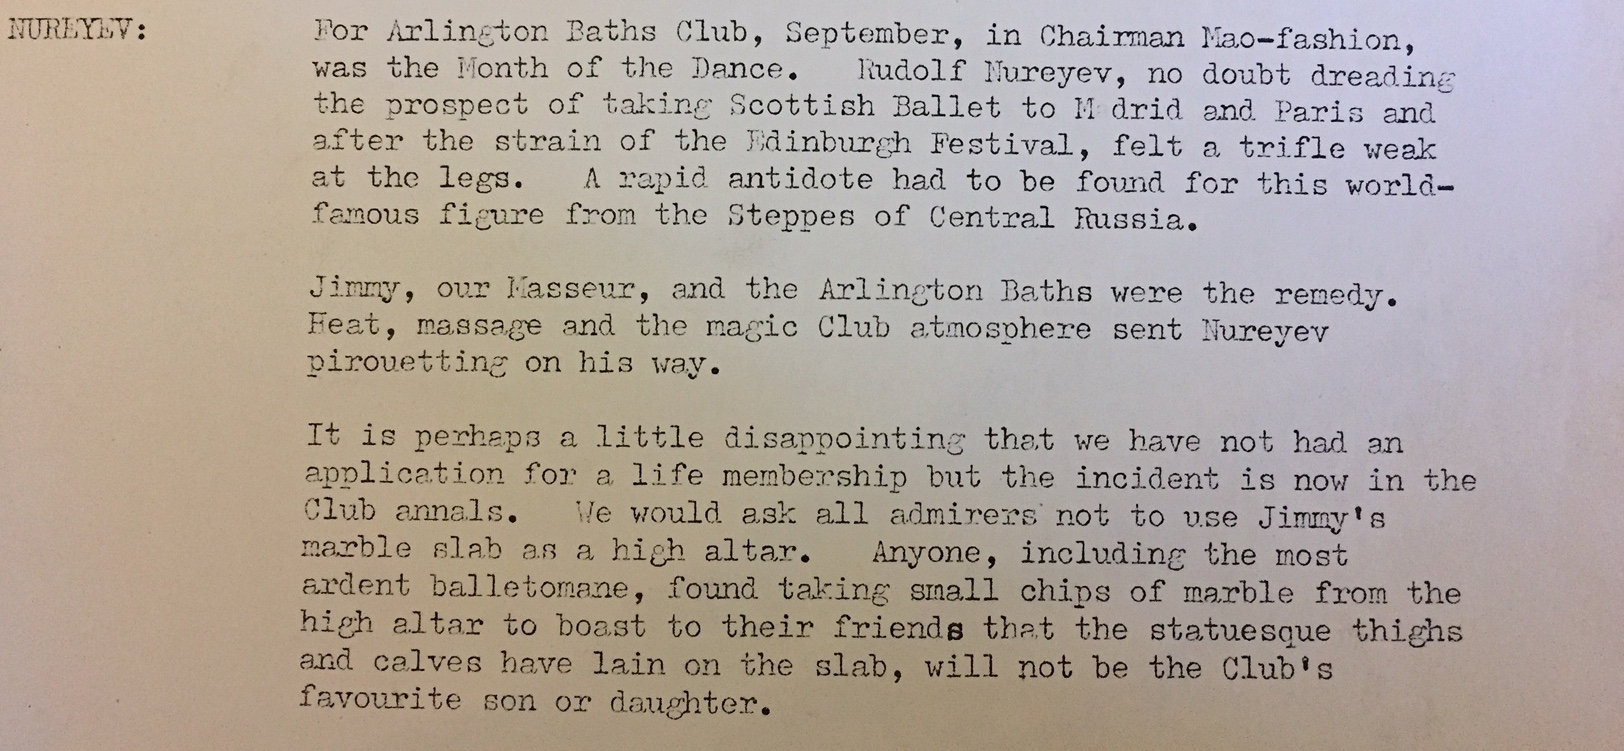 NUREYEV: For Arlington Baths Club, September, in Chairman Mao-fashion,
was the Month of the Dance. Rudolf Nureyev, no doubt dreading
the prospect of taking Scottish Ballet to M drid and Paris and
after the strain of the Edinburgh Festival, felt a trifle weak
at the legs. A rapid antidote had to be found for this world-
famous figure from the Steppes of Central Russia.
Jimmy, our Masseur, and the Arlington Baths were the remedy.
Heat, massage and the magic Club atmosphere sent Nureyev
pirouetting on his way.
It is perhaps a little disappointing that we have not had an
application for a life membership but the incident is now in the
Club annals. We would ask all admirers not to use Jimmy's
marble slab as a high altar. Anyone, including the most
ardent balletomane, found taking small chips of marble from the
high altar to boast to their friends that the statuesque thighs
and calves have lain on the slab, will not be the Club's
favourite son or daughter.